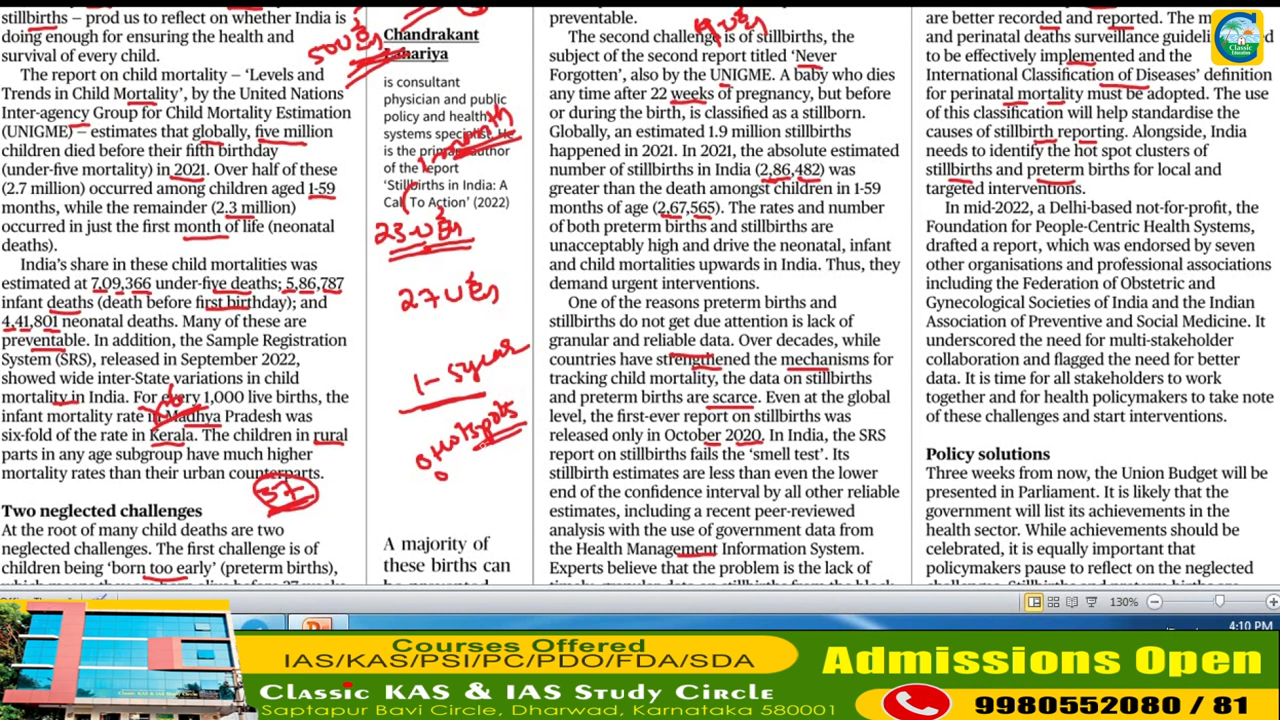 stillbirths – prod us to reflect on whether India is
doing enough for ensuring the health and
survival of every child.
The report on child mortality – ‘Levels and
Trends in Child Mortality’, by the United Nations
Inter-agency Group for Child Mortality Estimation
(UNIGME) – estimates that globally, five million
children died before their fifth birthday
(under-five mortality) in 2021. Over half of these
(2.7 million) occurred among children aged 1-59
months, while the remainder (2.3 million)
occurred in just the first month of life (neonatal
deaths).
India’s share in these child mortalities was
estimated at 7,09,366 under-five deaths; 5,86,787
infant deaths (death before first birthday); and
4,41,801 neonatal deaths. Many of these are
preventable. In addition, the Sample Registration
System (SRS), released in September 2022,
showed wide inter-State variations in child
mortality in India. For every 1,000 live births, the
infant mortality rate in Madhya Pradesh was
six-fold of the rate in Kerala. The children in rural
parts in any age subgroup have much higher
mortality rates than their urban counterparts.
37
Two neglected challenges
At the root of many child deaths are two
neglected challenges. The first challenge is of
children being ‘born too early’ (preterm births),
Chandrakant
Lahariya
is consultant
physician and public
policy and health
systems specialist. He
is the primary author
of the report
‘Stillbirths in India: A
Call To Action’ (2022)
1-month
1-5year
Hotspots
A majority of
these births can
preventable.
The second challenge is of stillbirths, the
subject of the second report titled ‘Never
Forgotten’, also by the UNIGME. A baby who dies
any time after 22 weeks of pregnancy, but before
or during the birth, is classified as a stillborn.
Globally, an estimated 1.9 million stillbirths
happened in 2021. In 2021, the absolute estimated
number of stillbirths in India (2,86,482) was
greater than the death amongst children in 1-59
months of age (2,67,565). The rates and number
of both preterm births and stillbirths are
unacceptably high and drive the neonatal, infant
and child mortalities upwards in India. Thus, they
demand urgent interventions.
One of the reasons preterm births and
stillbirths do not get due attention is lack of
granular and reliable data. Over decades, while
countries have strengthened the mechanisms for
tracking child mortality, the data on stillbirths
and preterm births are scarce. Even at the global
level, the first-ever report on stillbirths was
released only in October 2020. In India, the SRS
report on stillbirths fails the ‘smell test’. Its
stillbirth estimates are less than even the lower
end of the confidence interval by all other reliable
estimates, including a recent peer-reviewed
analysis with the use of government data from
the Health Management Information System.
Experts believe that the problem is the lack of
are better recorded and reported. The
and perinatal deaths surveillance
to be effectively implemented and the
International Classification of Diseases’ definition
for perinatal mortality must be adopted. The use
of this classification will help standardise the
causes of stillbirth reporting. Alongside, India
needs to identify the hot spot clusters of
stillbirths and preterm births for local and
targeted interventions.
In mid-2022, a Delhi-based not-for-profit, the
Foundation for People-Centric Health Systems,
drafted a report, which was endorsed by seven
other organisations and professional associations
including the Federation of Obstetric and
Gynecological Societies of India and the Indian
Association of Preventive and Social Medicine. It
underscored the need for multi-stakeholder
collaboration and flagged the need for better
data. It is time for all stakeholders to work
together and for health policymakers to take note
of these challenges and start interventions.
Policy solutions
Three weeks from now, the Union Budget will be
presented in Parliament. It is likely that the
government will list its achievements in the
health sector. While achievements should be
celebrated, it is equally important that
policymakers pause to reflect on the neglected
Classic
Education
130%
4:10 PM
Courses Offered
IAS/KAS/PSI/PC/PDO/FDA/SDA
Classic KAS & IAS Study Circle
Saptapur Bavi Circle, Dharwad, Karnataka 580001
Admissions Open
9980552080 / 81